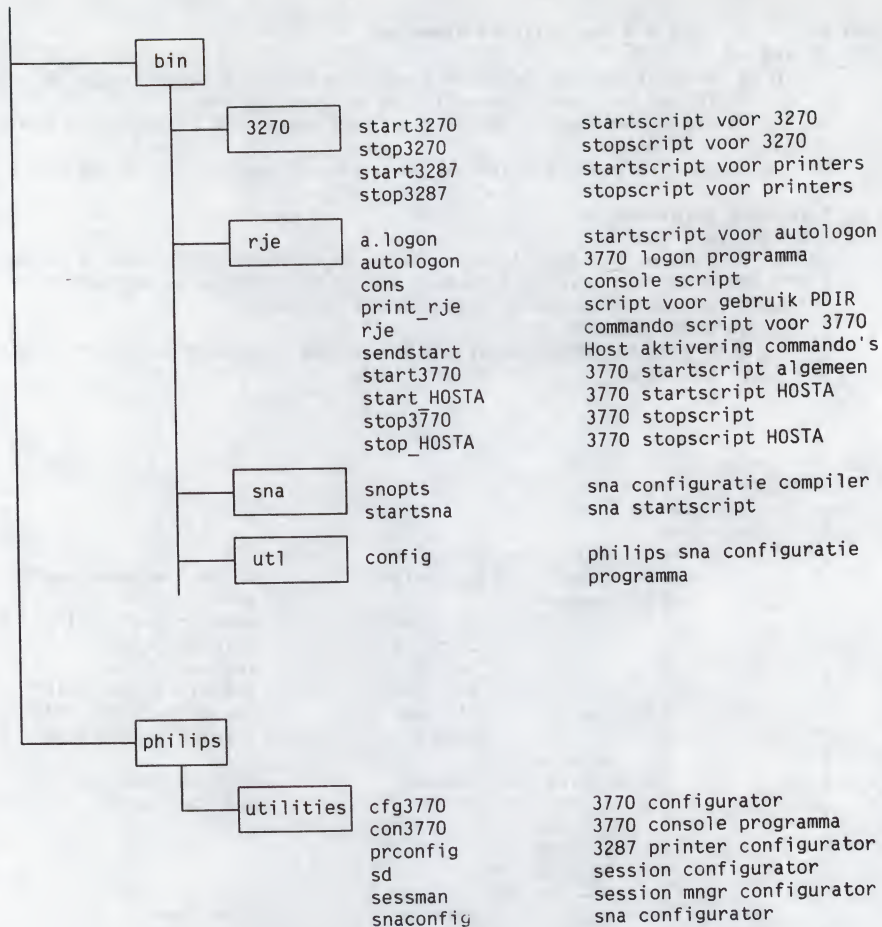 bin
3270 start3270 startscript voor 3270
stop3270 stopscript voor 3270
start3287 startscript voor printers
stop3287 stopscript voor printers
rje a.logon startscript voor autologon
autologon 3770 logon programma
cons console script
print_rje script voor gebruik PDIR
rje commando script voor 3770
sendstart Host aktivering commando's
start3770 3770 startscript algemeen
start_HOSTA 3770 startscript HOSTA
stop3770 3770 stopscript
stop_HOSTA 3770 stopscript HOSTA
sna snopts sna configuratie compiler
startsna sna startscript
utl config philips sna configuratie
programma
philips
utilities cfg3770 3770 configurator
con3770 3770 console programma
prconfig 3287 printer configurator
sd session configurator
sessman session mngr configurator
snaconfig sna configurator